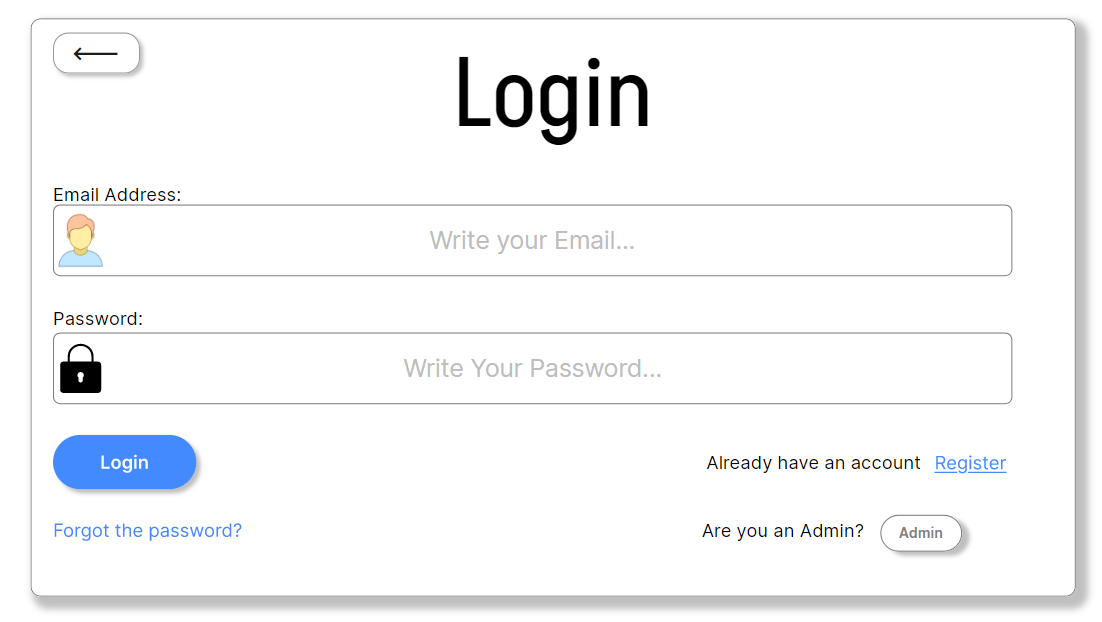 Login
Email Address:
Write your Email...
Password:
Write Your Password...
Login
Already have an account Register
Forgot the password?
Are you an Admin? Admin